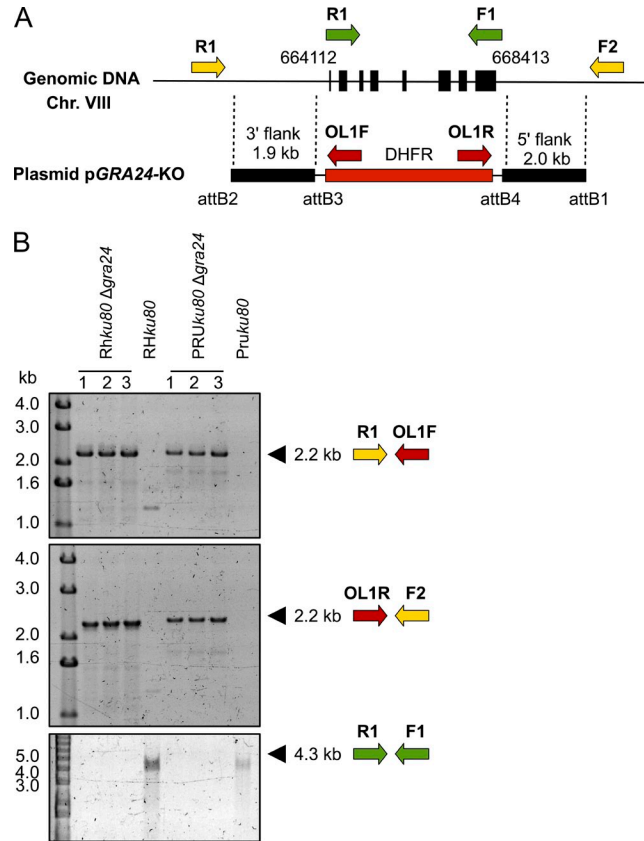 A
R1 F1
R1 664112 668413 F2
Genomic DNA
Chr. VIII
3' flank
1.9 kb
OL1F DHFR OL1R
5' flank
2.0 kb
Plasmid pGRA24-KO
attB2 attB3 attB4 attB1
B
Rhku80 Δgra24
RHku80
PRUku80 Δgra24
Pruku80
kb 1 2 3 1 2 3
4.0
3.0
2.0
1.6
1.0
2.2 kb R1 OL1F
4.0
3.0
2.0
1.6
1.0
2.2 kb OL1R F2
5.0
4.0
3.0
4.3 kb R1 F1